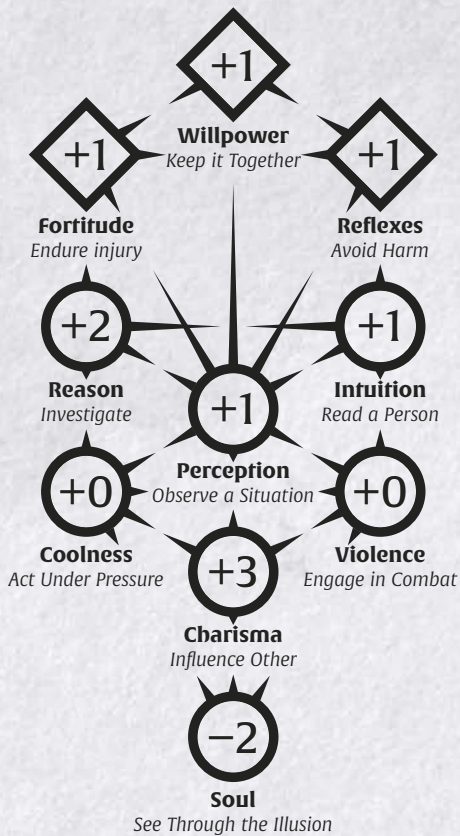 +1
Willpower
Keep it Together
+1
Fortitude
Endure injury
+1
Reflexes
Avoid Harm
+2
Reason
Investigate
+1
Intuition
Read a Person
+1
Perception
Observe a Situation
+0
Coolness
Act Under Pressure
+0
Violence
Engage in Combat
+3
Charisma
Influence Other
−2
Soul
See Through the Illusion